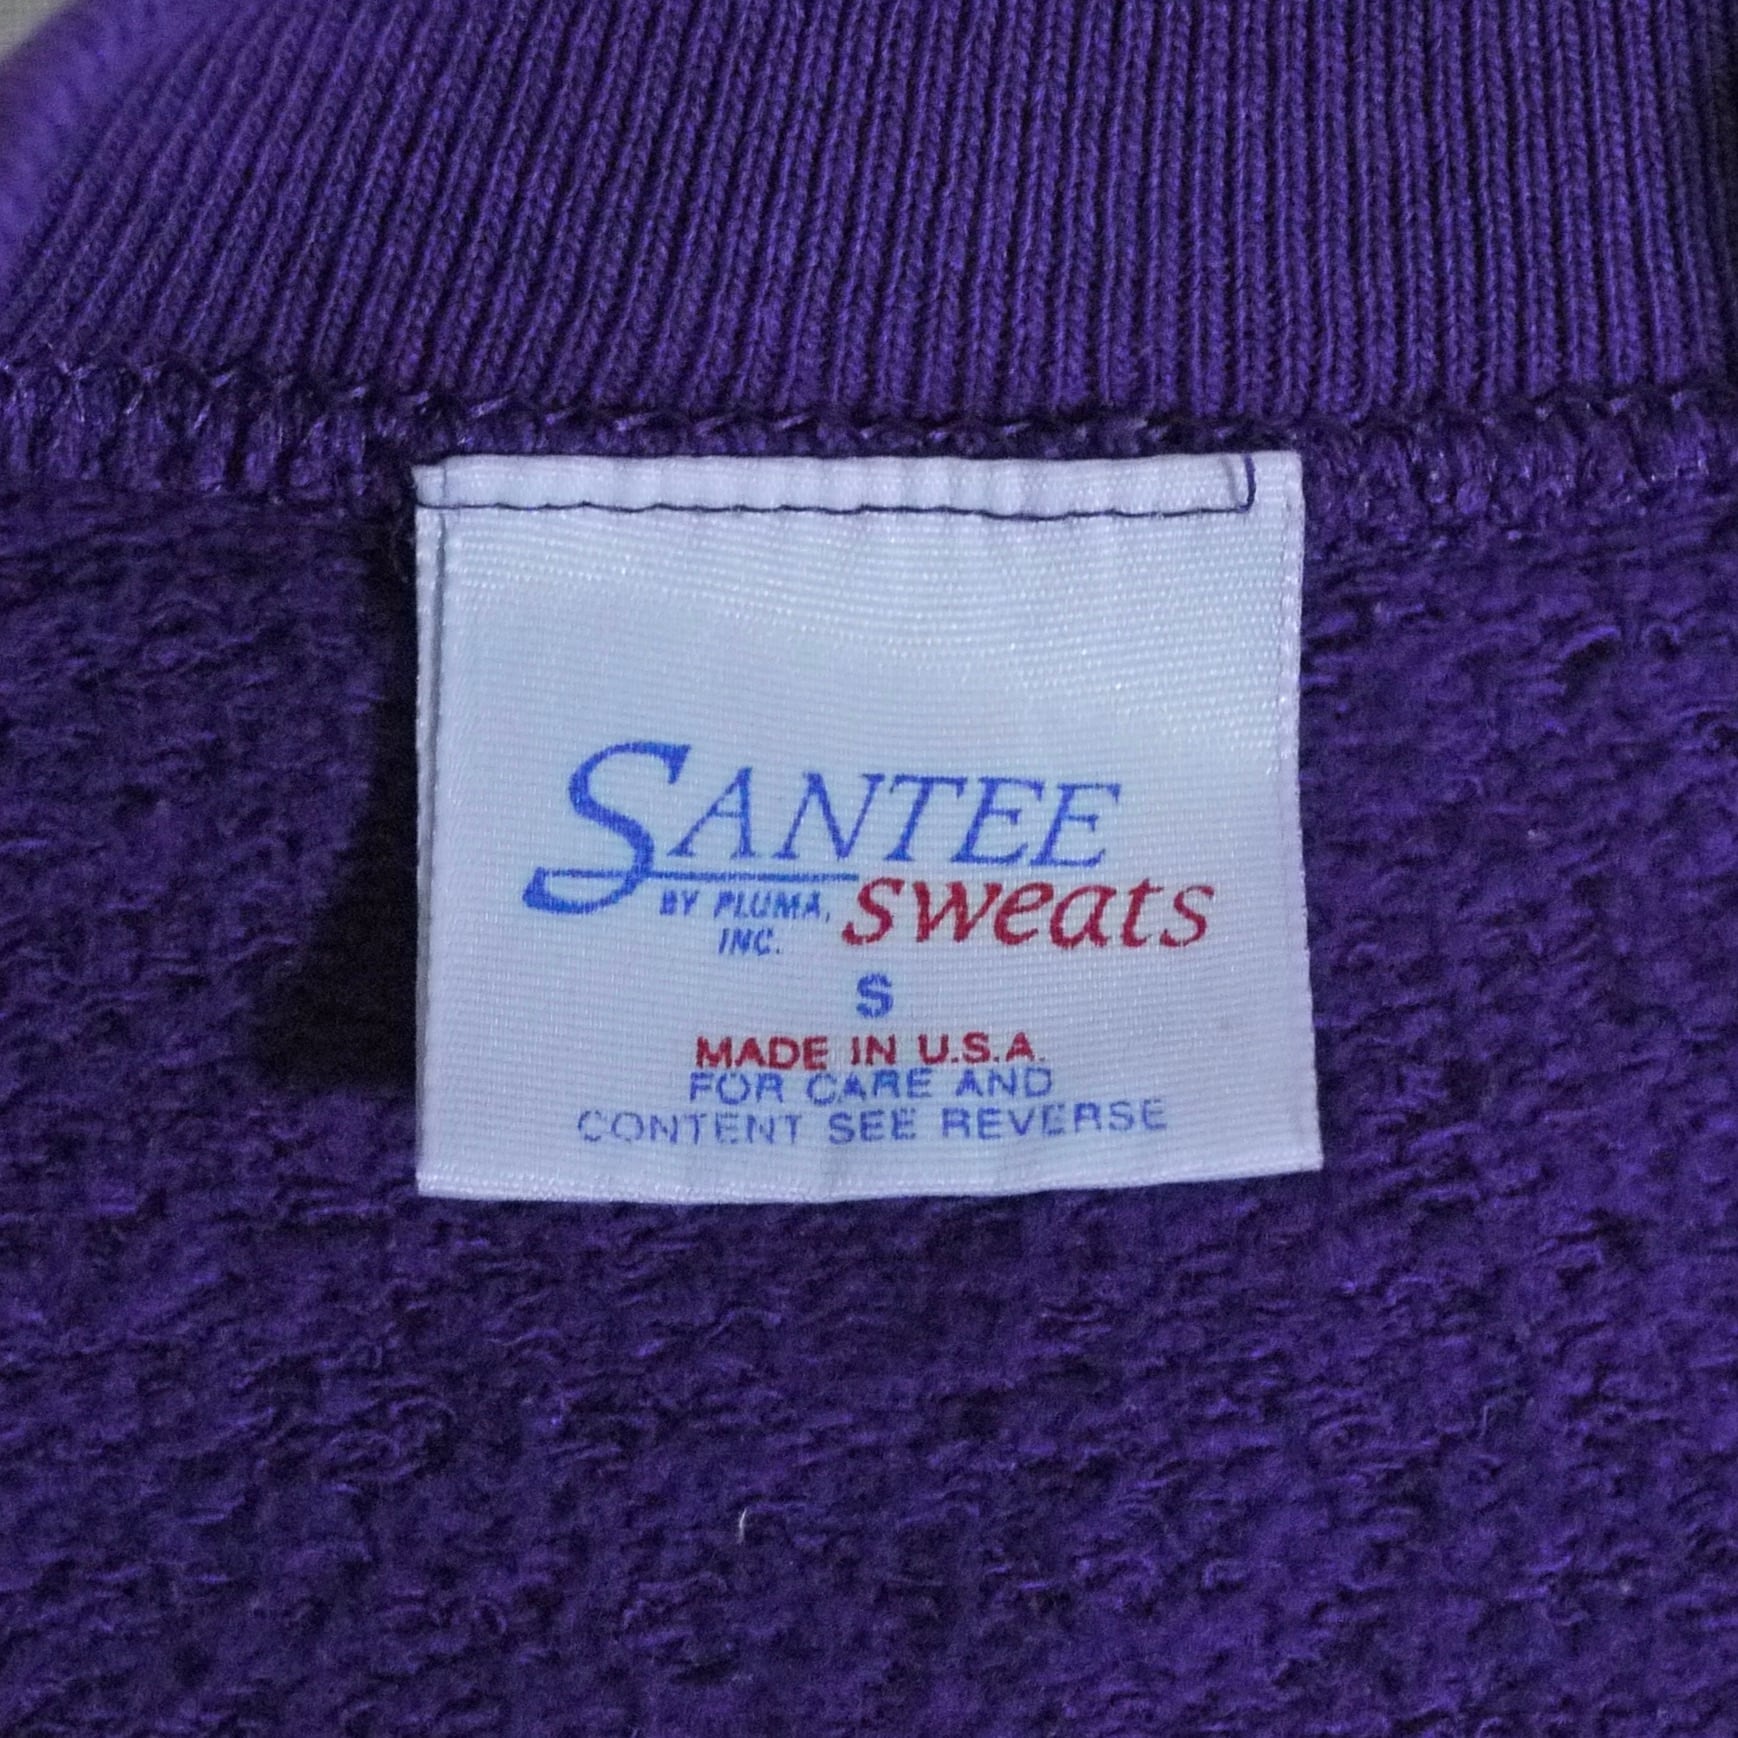 SANTEE
BY PLUMA, sweats
INC.
S
MADE IN U.S.A.
FOR CARE AND
CONTENT SEE REVERSE